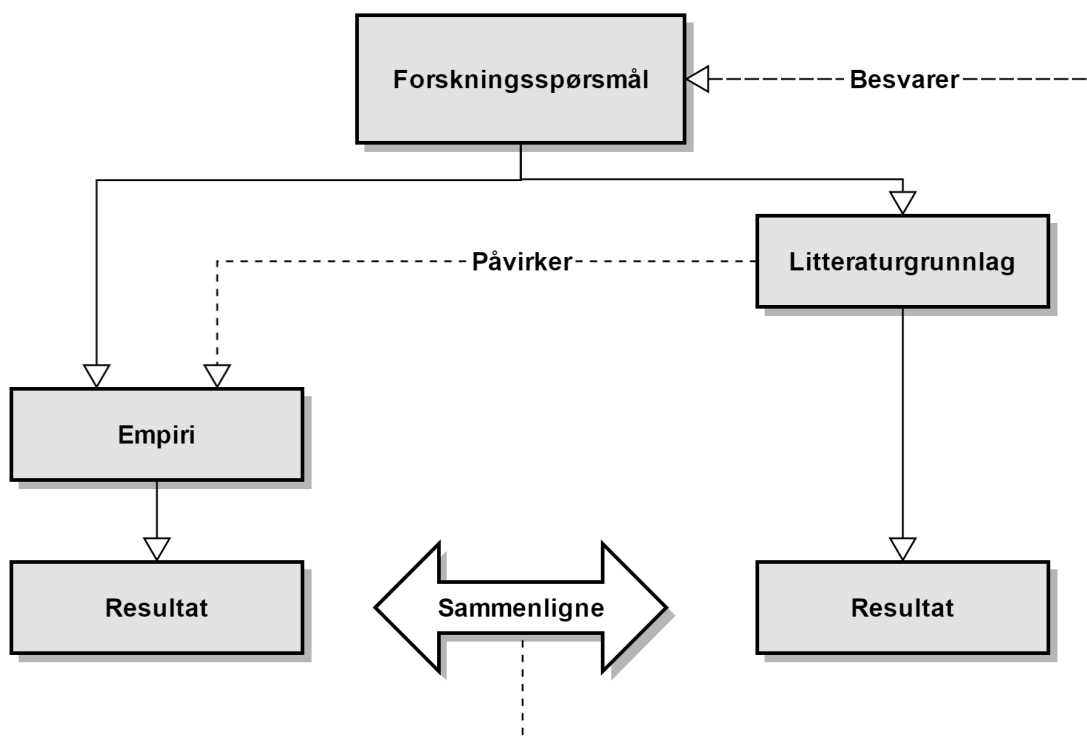 Forskningsspørsmål
Besvarer
Påvirker
Litteraturgrunnlag
Empiri
Resultat
Sammenligne
Resultat